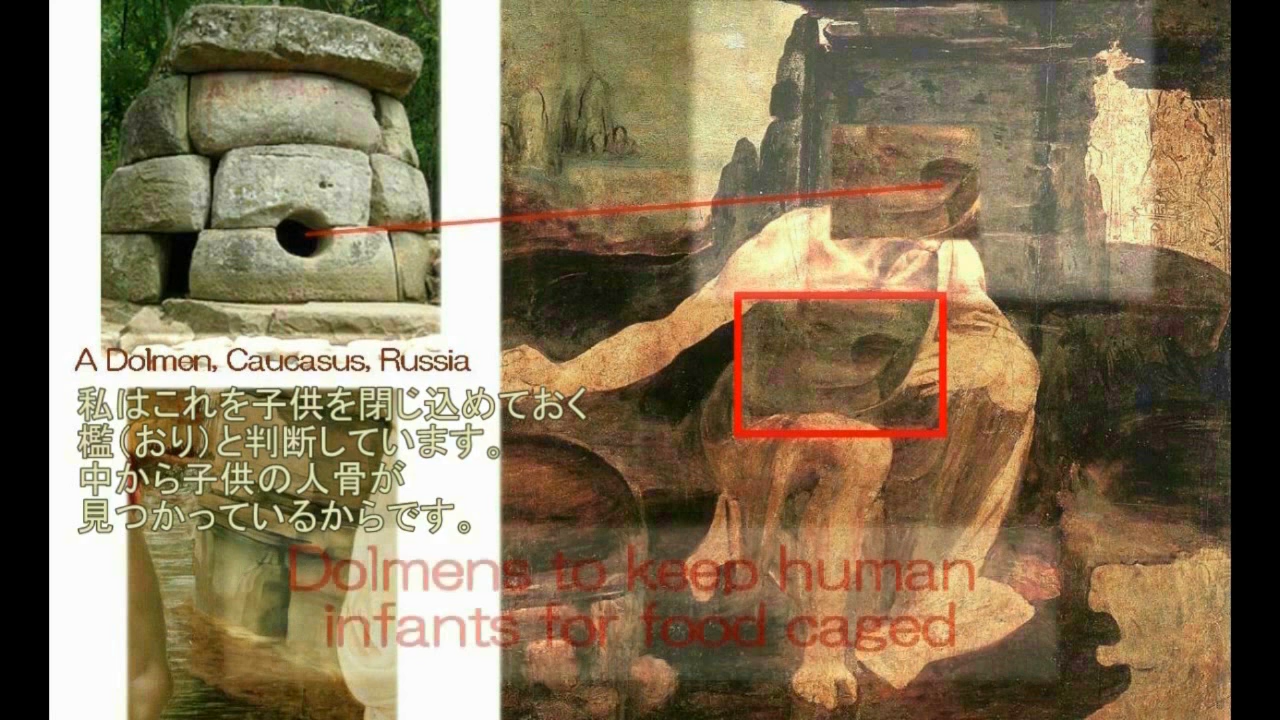 A Dolmen, Caucasus, Russia
私はこれを子供を閉じ込めておく
檻（おり）と判断しています。
中から子供の人骨が
見つかっているからです。
Dolmens to keep human
infants for food caged